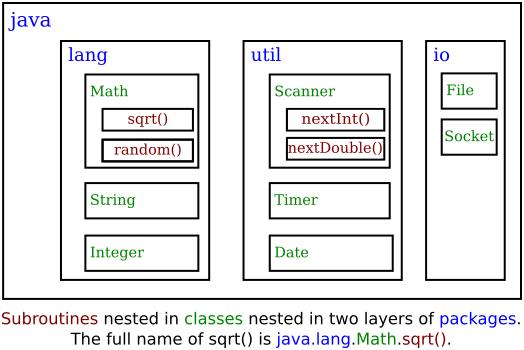 java
lang
Math
sqrt()
random()
String
Integer
util
Scanner
nextInt()
nextDouble()
Timer
Date
io
File
Socket
Subroutines nested in classes nested in two layers of packages.
The full name of sqrt() is java.lang.Math.sqrt().